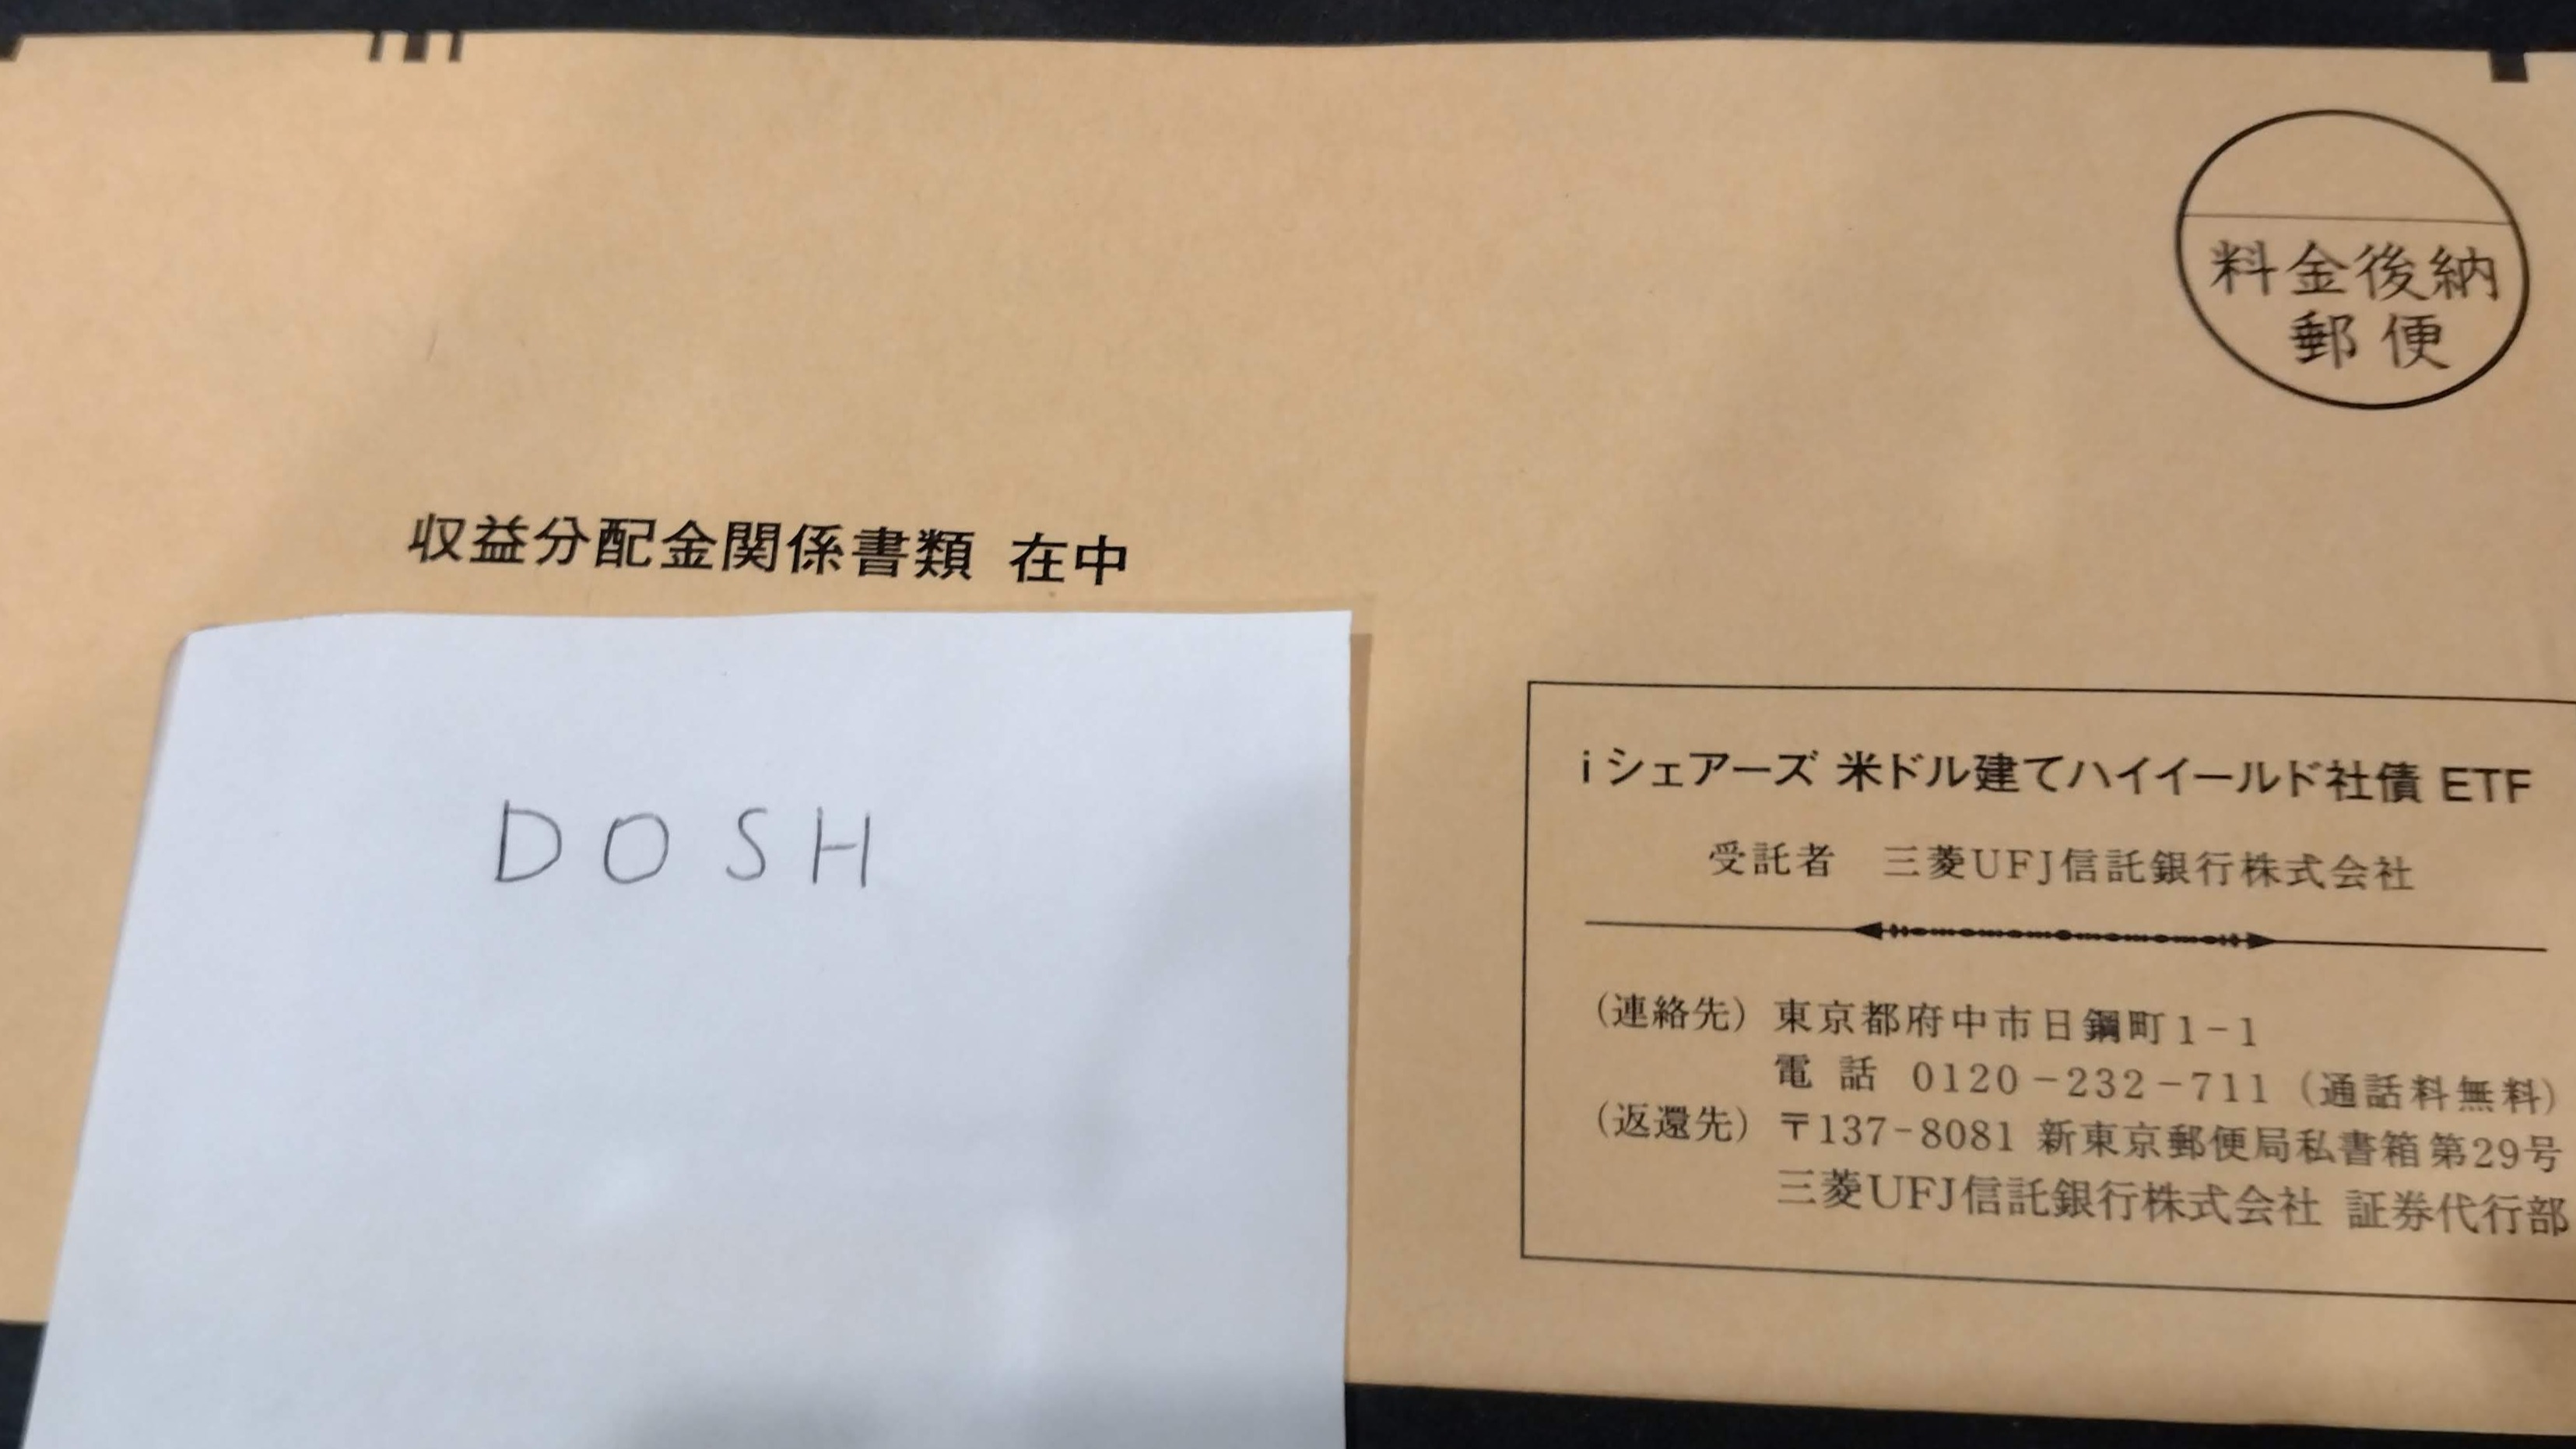 料金後納
郵便
収益分配金関係書類 在中
DOSH
iシェアーズ 米ドル建てハイイールド社債 ETF
受託者 三菱UFJ信託銀行株式会社
(連絡先) 東京都府中市日鋼町1-1
電話 0120-232-711 (通話料無料)
(返還先) 〒137-8081 新東京郵便局私書箱第29号
三菱UFJ信託銀行株式会社 証券代行部